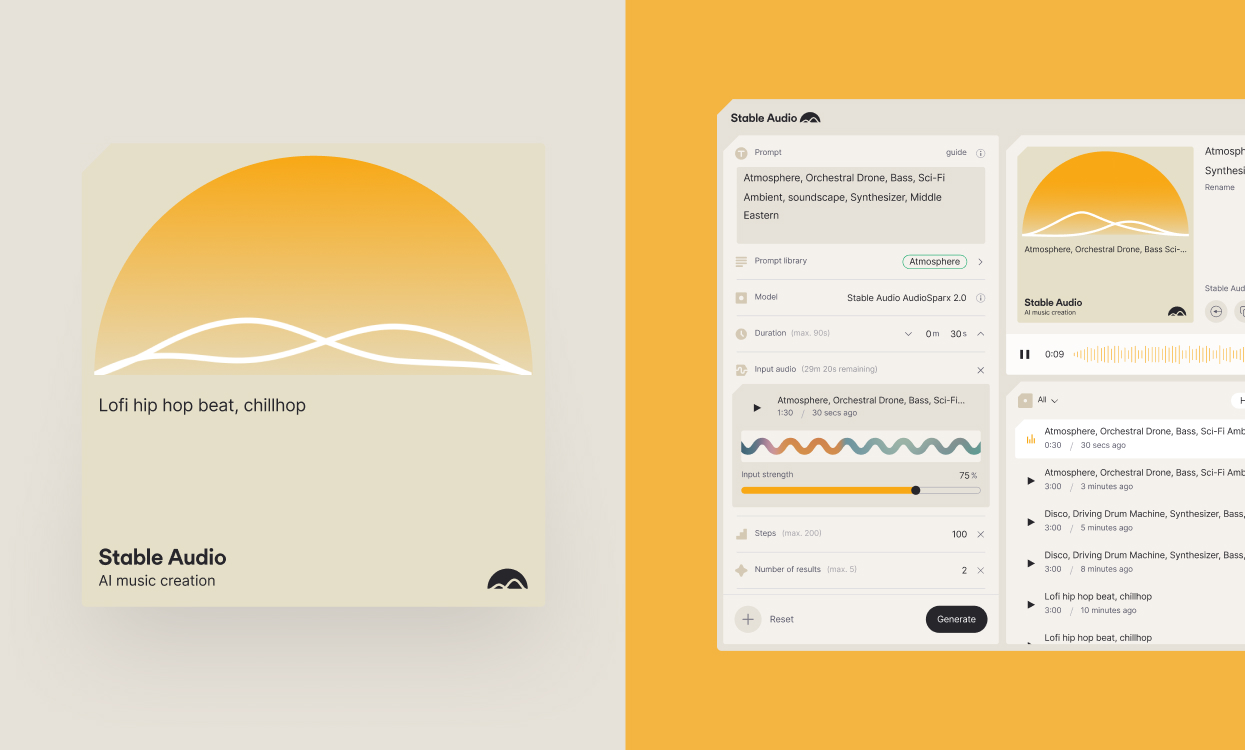 Lofi hip hop beat, chillhop
Stable Audio
AI music creation
Stable Audio
Prompt
guide
Atmosphere, Orchestral Drone, Bass, Sci-Fi
Ambient, soundscape, Synthesizer, Middle
Eastern
Prompt library
Atmosphere
Model
Stable Audio AudioSparx 2.0
Duration (max. 90s)
0m 30s
Input audio (29m 20s remaining)
Atmosphere, Orchestral Drone, Bass, Sci-Fi...
1:30 / 30 secs ago
Input strength
75%
Steps (max. 200)
100
Number of results (max. 5)
2
Reset
Generate
Atmosphere, Orchestral Drone, Bass Sci-...
Stable Audio
AI music creation
Atmosph
Synthesi
Rename
Stable Aud
0:09
All
H
Atmosphere, Orchestral Drone, Bass, Sci-Fi Amb
0:30 / 30 secs ago
Atmosphere, Orchestral Drone, Bass, Sci-Fi Amb
3:00 / 3 minutes ago
Disco, Driving Drum Machine, Synthesizer, Bass,
3:00 / 5 minutes ago
Disco, Driving Drum Machine, Synthesizer, Bass,
3:00 / 8 minutes ago
Lofi hip hop beat, chillhop
3:00 / 10 minutes ago
Lofi hip hop beat, chillhop